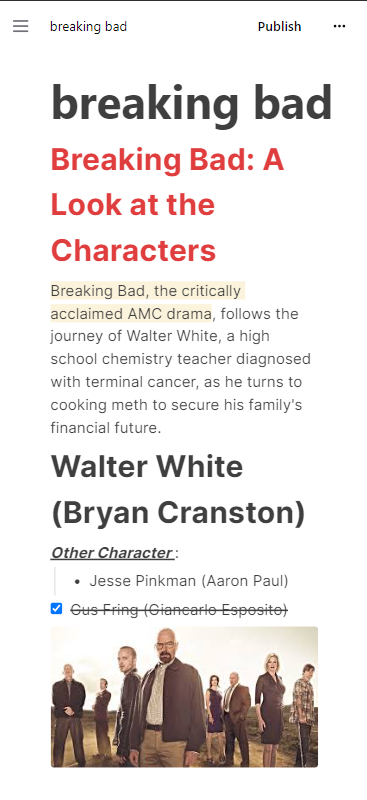 breaking bad
Publish
breaking bad
Breaking Bad: A
Look at the
Characters
Breaking Bad, the critically
acclaimed AMC drama, follows the
journey of Walter White, a high
school chemistry teacher diagnosed
with terminal cancer, as he turns to
cooking meth to secure his family's
financial future.
Walter White
(Bryan Cranston)
Other Character :
• Jesse Pinkman (Aaron Paul)
Gus Fring (Giancarlo Esposito)